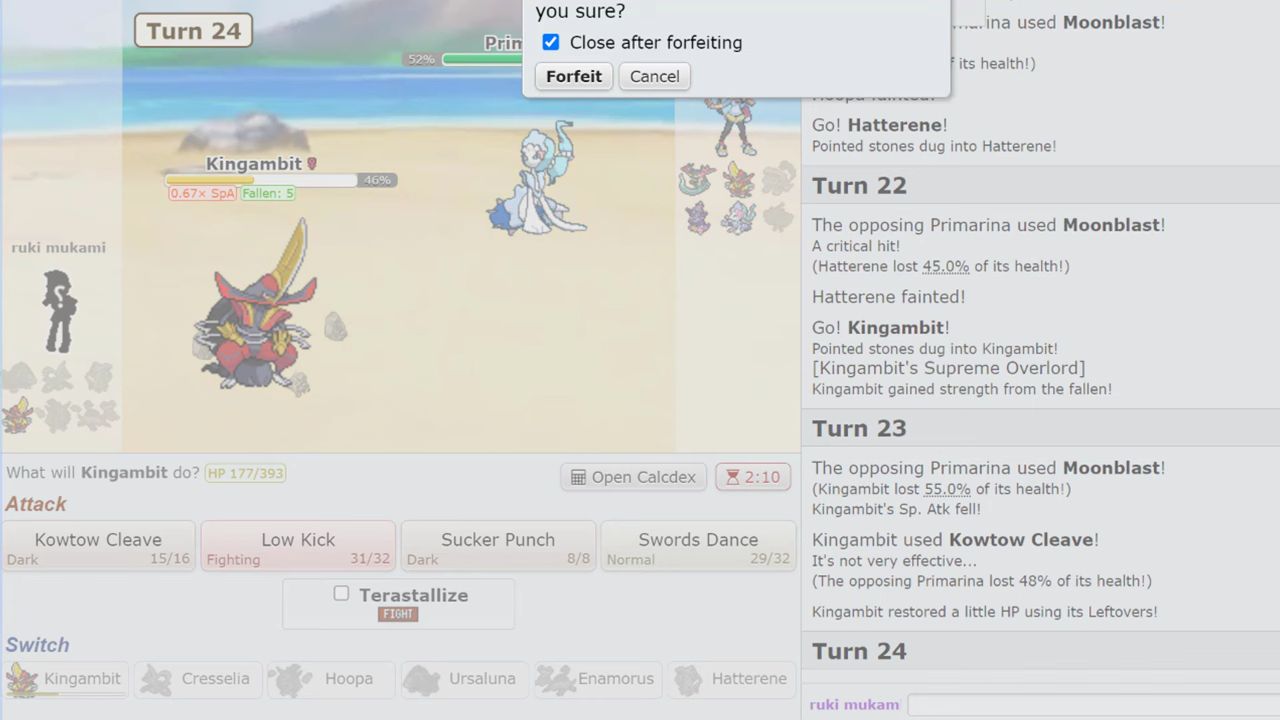 Turn 24
you sure?
Close after forfeiting
Forfeit
Cancel
52%
Kingambit
46%
0.67× SpA
Fallen: 5
ruki mukami
What will Kingambit do? HP 177/393
Open Calcdex
2:10
Attack
Kowtow Cleave
Dark 15/16
Low Kick
Fighting 31/32
Sucker Punch
Dark 8/8
Swords Dance
Normal 29/32
Terastallize
FIGHT
Switch
Kingambit
Cresselia
Hoopa
Ursaluna
Enamorus
Hatterene
used Moonblast!
of its health!)
Hoopa fainted!
Go! Hatterene!
Pointed stones dug into Hatterene!
Turn 22
The opposing Primarina used Moonblast!
A critical hit!
(Hatterene lost 45.0% of its health!)
Hatterene fainted!
Go! Kingambit!
Pointed stones dug into Kingambit!
[Kingambit's Supreme Overlord]
Kingambit gained strength from the fallen!
Turn 23
The opposing Primarina used Moonblast!
(Kingambit lost 55.0% of its health!)
Kingambit's Sp. Atk fell!
Kingambit used Kowtow Cleave!
It's not very effective...
(The opposing Primarina lost 48% of its health!)
Kingambit restored a little HP using its Leftovers!
Turn 24
ruki mukam